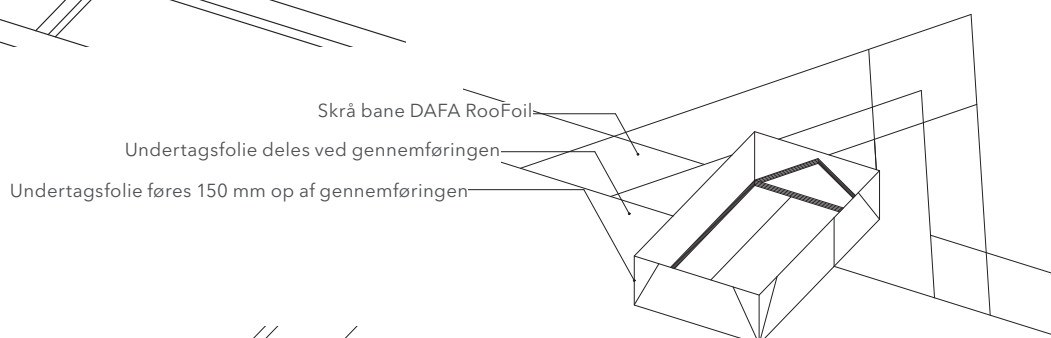 Skrå bane DAFA RooFoil
Undertagsfolie deles ved gennemføringen
Undertagsfolie føres 150 mm op af gennemføringen